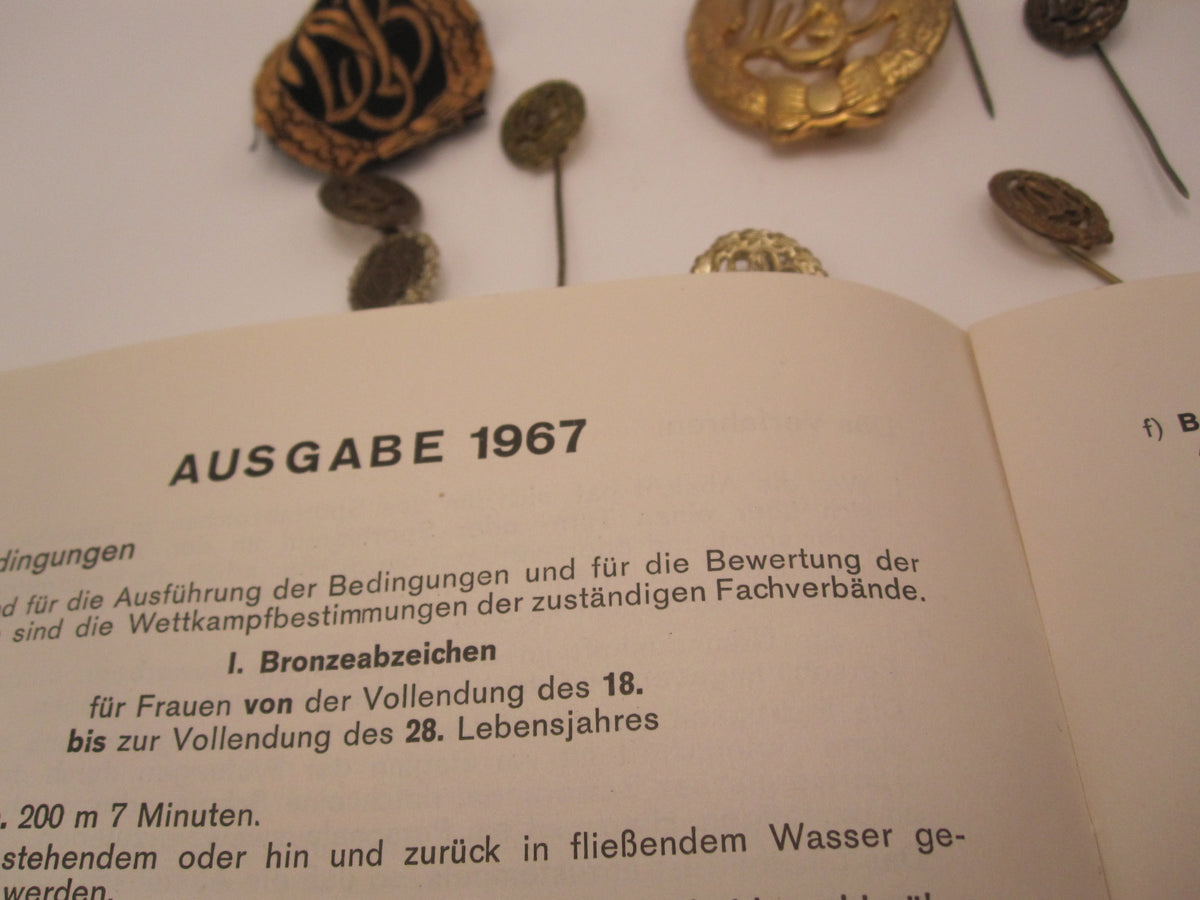 DSB
AUSGABE 1967
dingungen
d für die Ausführung der Bedingungen und für die Bewertung der
sind die Wettkampfbestimmungen der zuständigen Fachverbände.
I. Bronzeabzeichen
für Frauen von der Vollendung des 18.
bis zur Vollendung des 28. Lebensjahres
. 200 m 7 Minuten.
stehendem oder hin und zurück in fließendem Wasser ge-
werden.
f) B